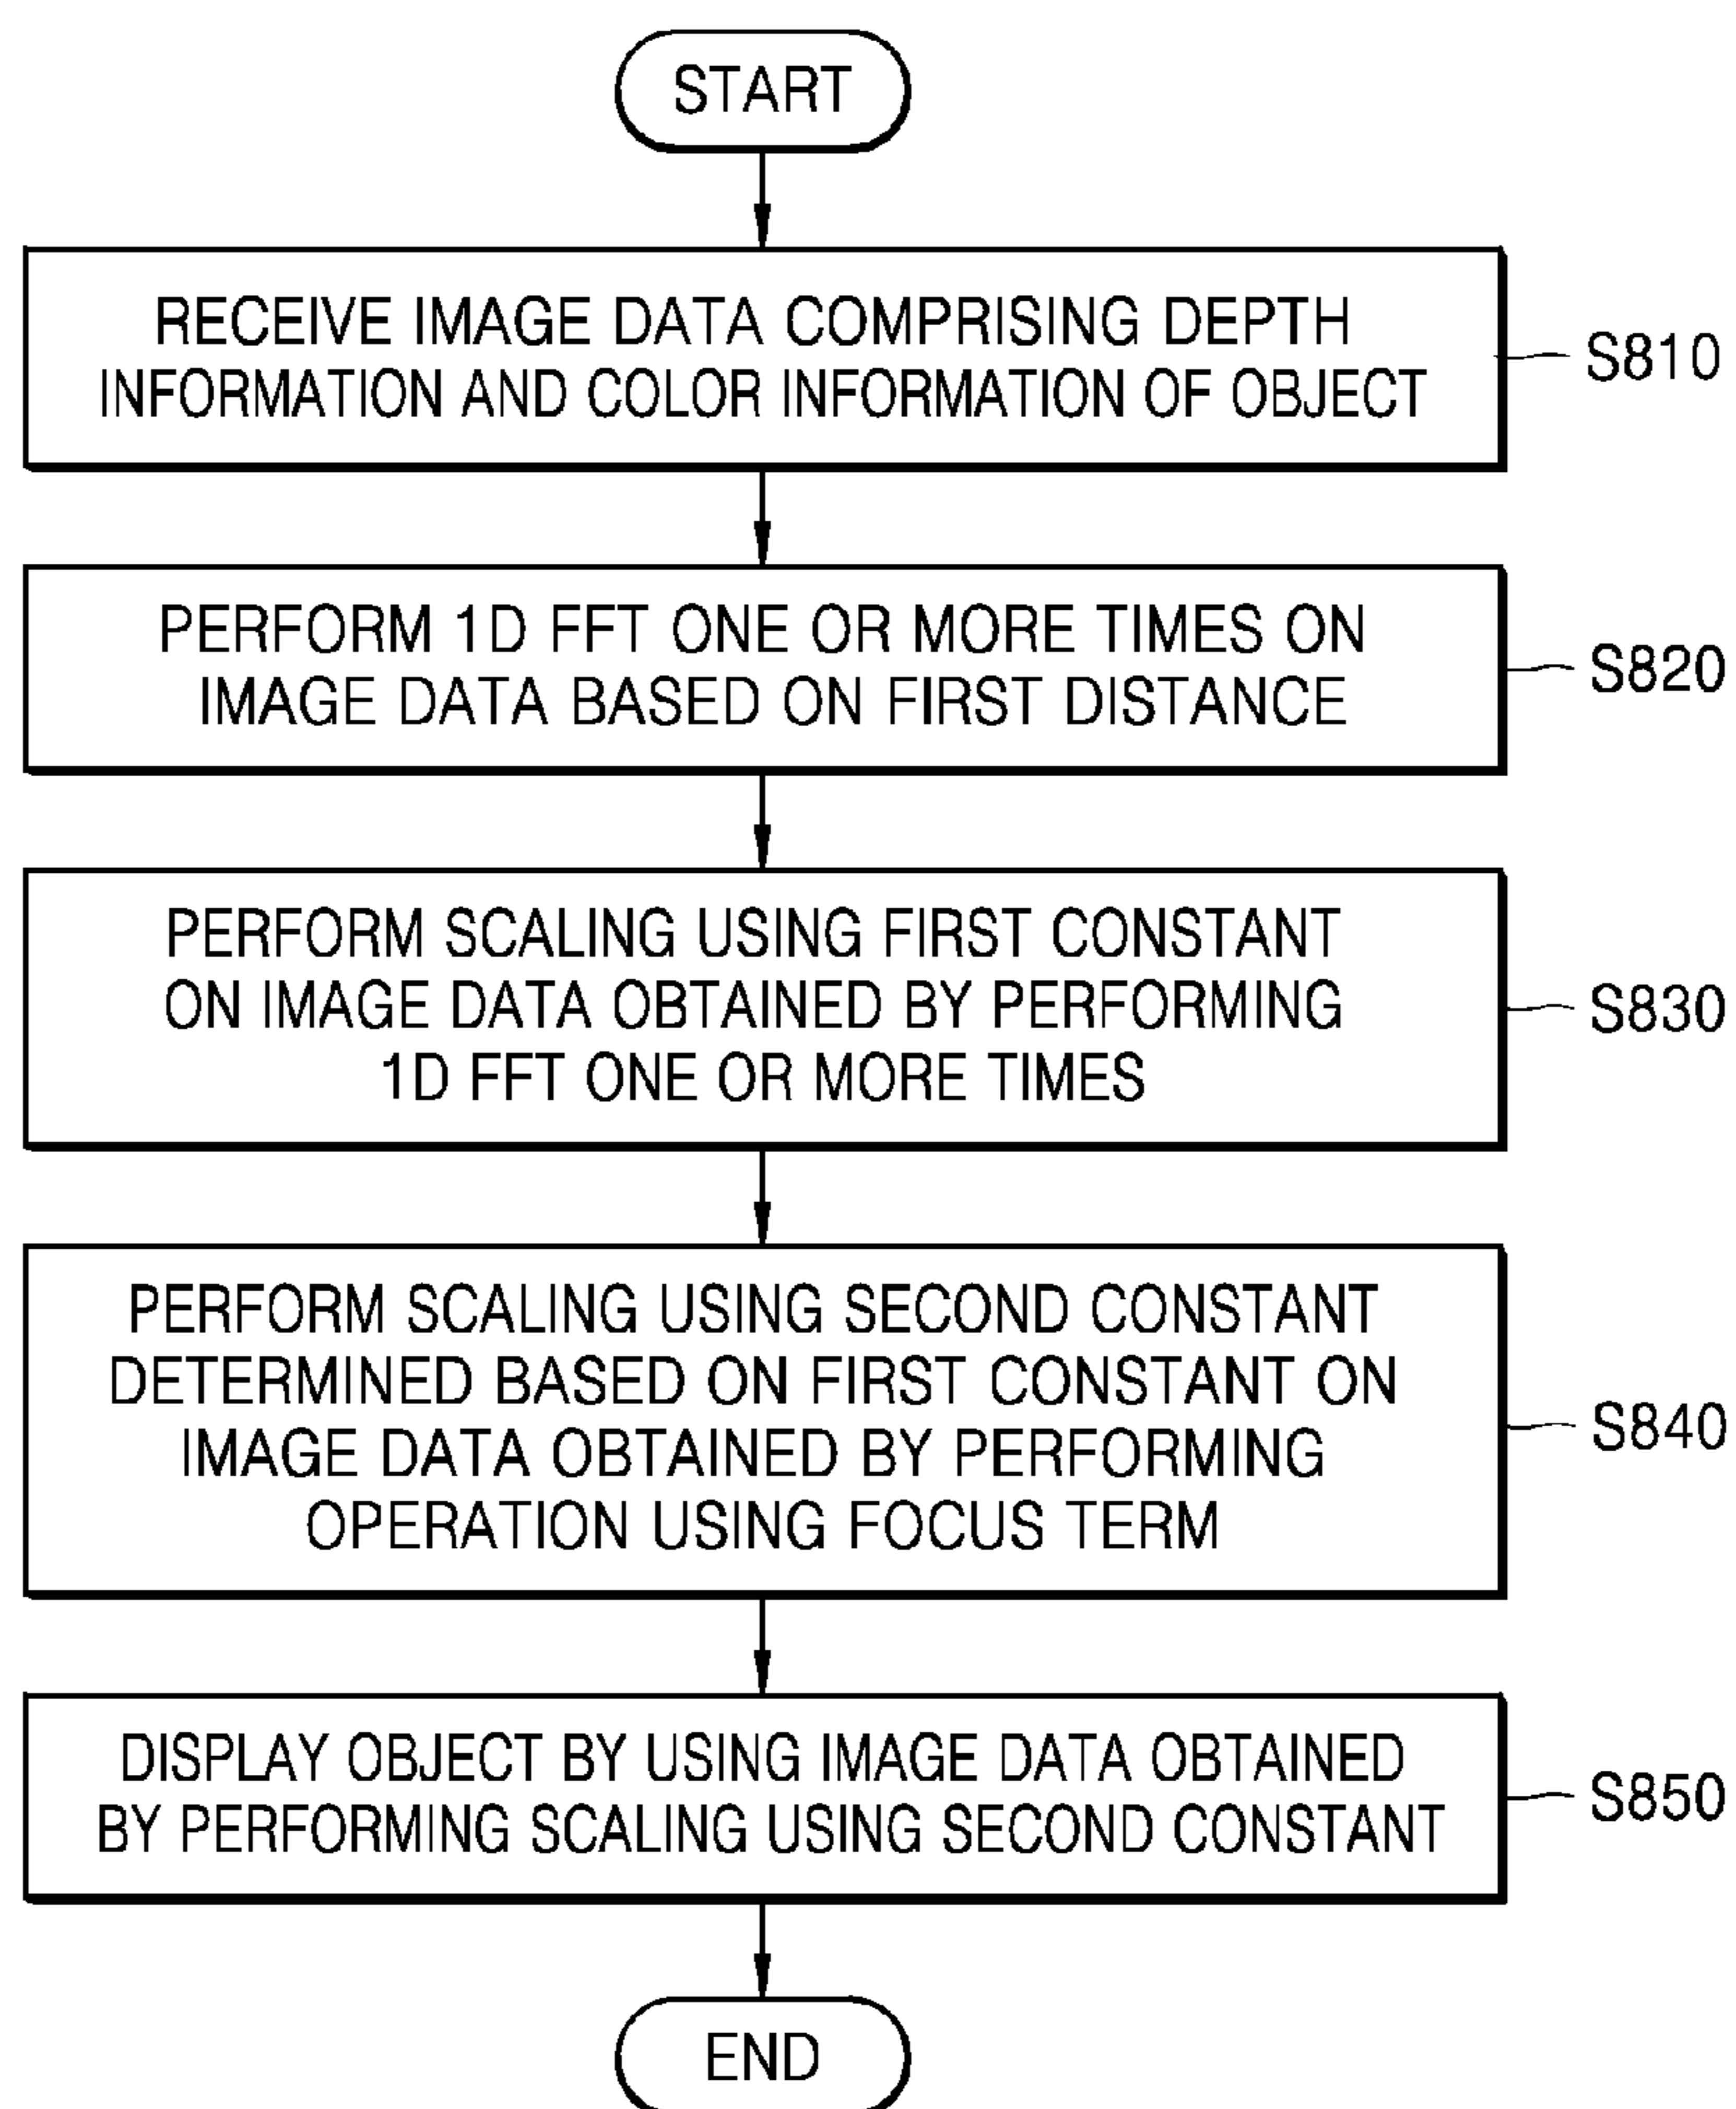 START
RECEIVE IMAGE DATA COMPRISING DEPTH
INFORMATION AND COLOR INFORMATION OF OBJECT
S810
PERFORM 1D FFT ONE OR MORE TIMES ON
IMAGE DATA BASED ON FIRST DISTANCE
S820
PERFORM SCALING USING FIRST CONSTANT
ON IMAGE DATA OBTAINED BY PERFORMING
1D FFT ONE OR MORE TIMES
S830
PERFORM SCALING USING SECOND CONSTANT
DETERMINED BASED ON FIRST CONSTANT ON
IMAGE DATA OBTAINED BY PERFORMING
OPERATION USING FOCUS TERM
S840
DISPLAY OBJECT BY USING IMAGE DATA OBTAINED
BY PERFORMING SCALING USING SECOND CONSTANT
S850
END